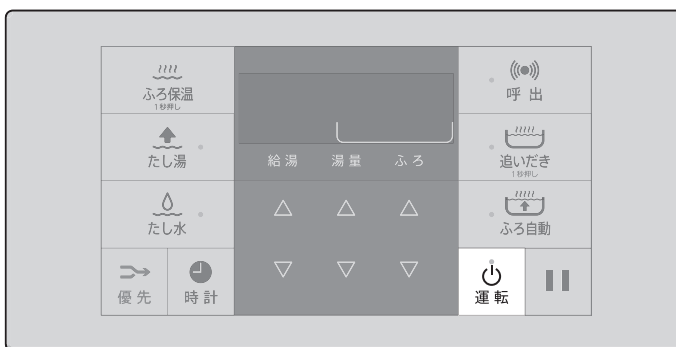 ふろ保温
1秒押し
たし湯
たし水
優先
時計
給湯 湯量 ふろ
呼出
追いだき
1秒押し
ふろ自動
運転